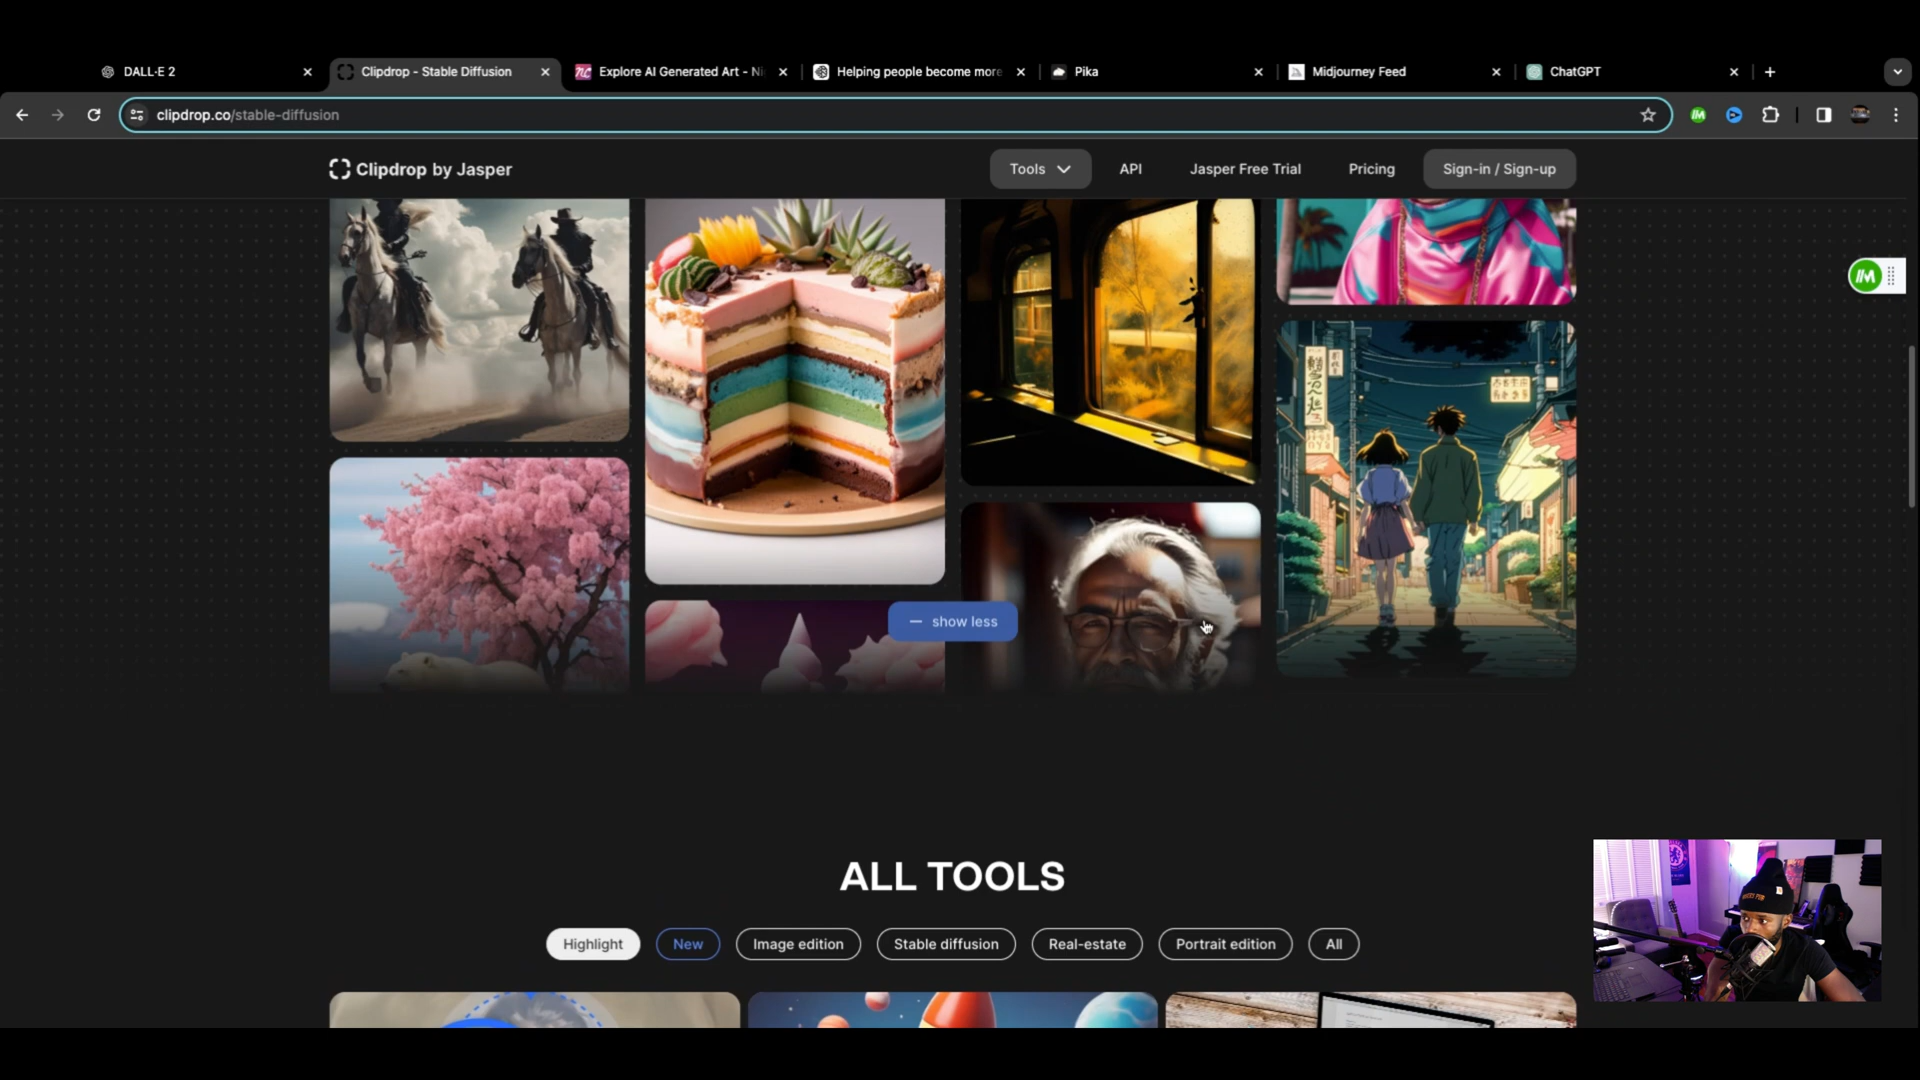 DALL·E 2
Clipdrop - Stable Diffusion
Explore AI Generated Art - Ni
Helping people become more
Pika
Midjourney Feed
ChatGPT
clipdrop.co/stable-diffusion
Clipdrop by Jasper
Tools
API
Jasper Free Trial
Pricing
Sign-in / Sign-up
show less
ALL TOOLS
Highlight
New
Image edition
Stable diffusion
Real-estate
Portrait edition
All